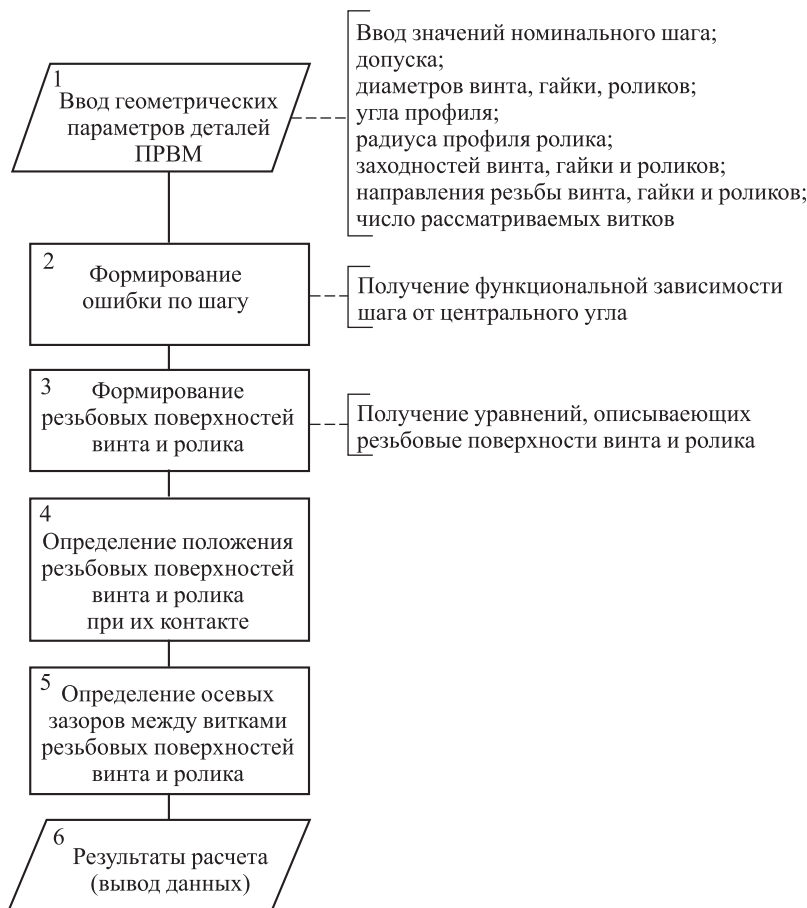 1
Ввод геометрических
параметров деталей
ПРВМ
Ввод значений номинального шага;
допуска;
диаметров винта, гайки, роликов;
угла профиля;
радиуса профиля ролика;
заходностей винта, гайки и роликов;
направления резьбы винта, гайки и роликов;
число рассматриваемых витков
2
Формирование
ошибки по шагу
Получение функциональной зависимости
шага от центрального угла
3
Формирование
резьбовых поверхностей
винта и ролика
Получение уравнений, описываеющих
резьбовые поверхности винта и ролика
4
Определение положения
резьбовых поверхностей
винта и ролика
при их контакте
5
Определение осевых
зазоров между витками
резьбовых поверхностей
винта и ролика
6
Результаты расчета
(вывод данных)